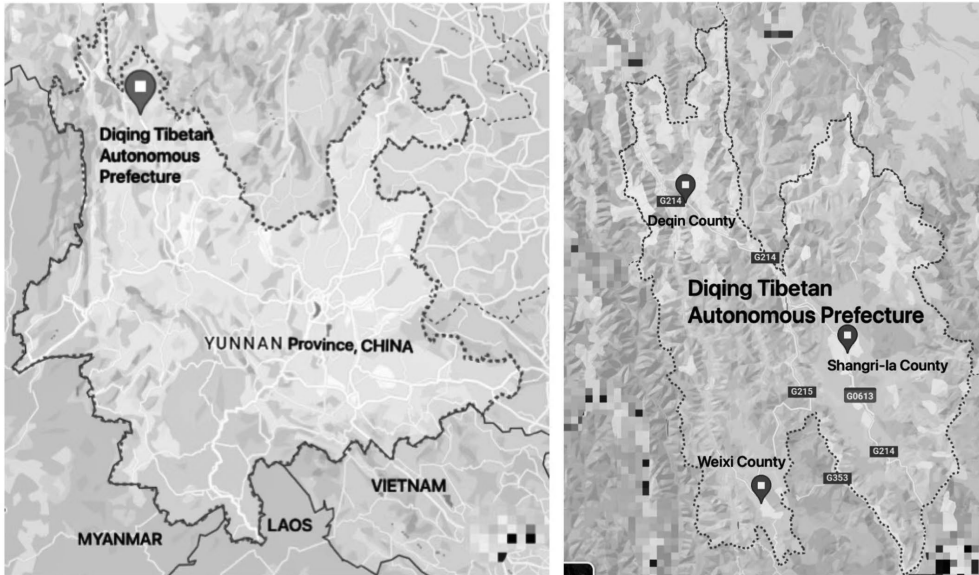 Diqing Tibetan
Autonomous
Prefecture
YUNNAN Province, CHINA
VIETNAM
LAOS
MYANMAR
G214
Deqin County
G214
Diqing Tibetan
Autonomous Prefecture
Shangri-la County
G215
G0613
G214
Weixi County
G353